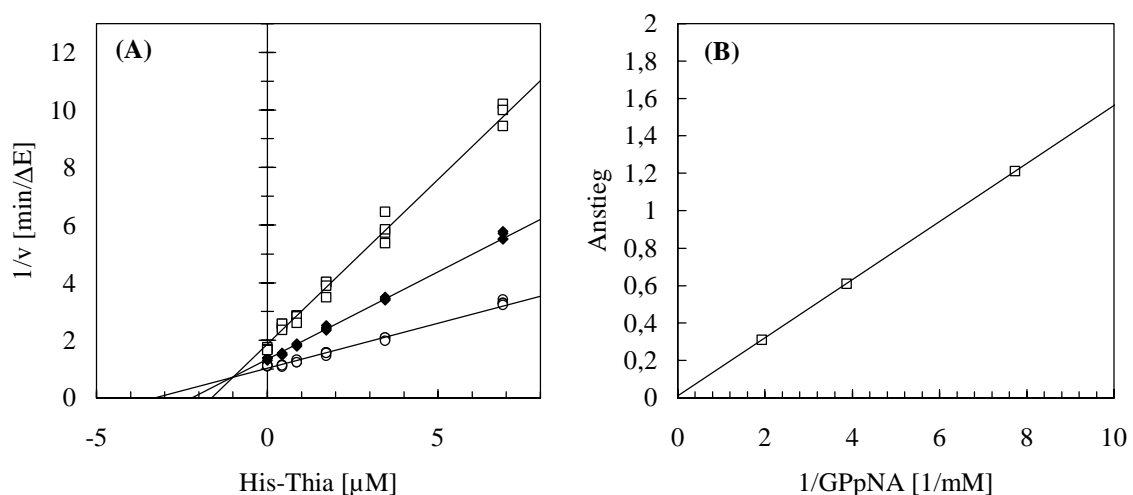 (A)
12
10
8
6
4
2
0
1/v [min/ΔE]
-5 0 5
His-Thia [µM]
(B)
2
1,8
1,6
1,4
1,2
1
0,8
0,6
0,4
0,2
0
Anstieg
0 2 4 6 8 10
1/GPpNA [1/mM]